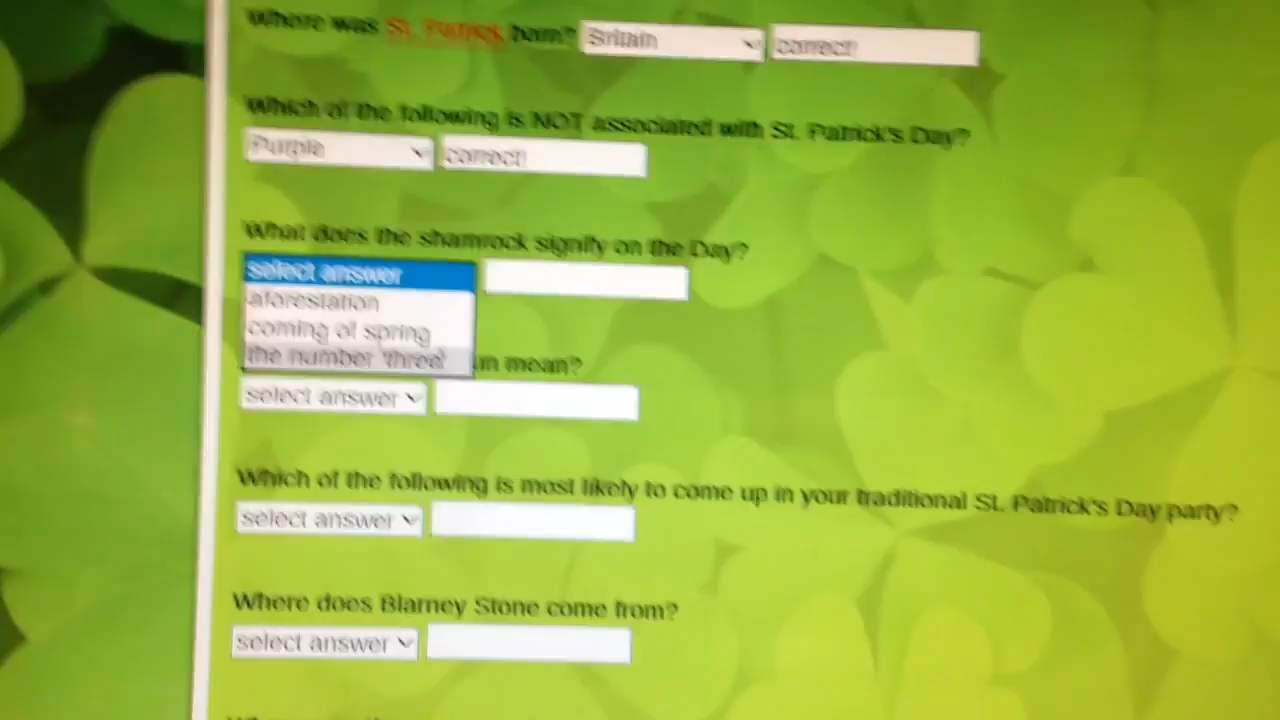 Where was St. Patrick born? Britain correct!
Which of the following is NOT associated with St. Patrick's Day?
Purple correct!
What does the shamrock signify on the Day?
select answer
aforestation
coming of spring
the number 'three'
un mean?
select answer
Which of the following is most likely to come up in your traditional St. Patrick's Day party?
select answer
Where does Blarney Stone come from?
select answer